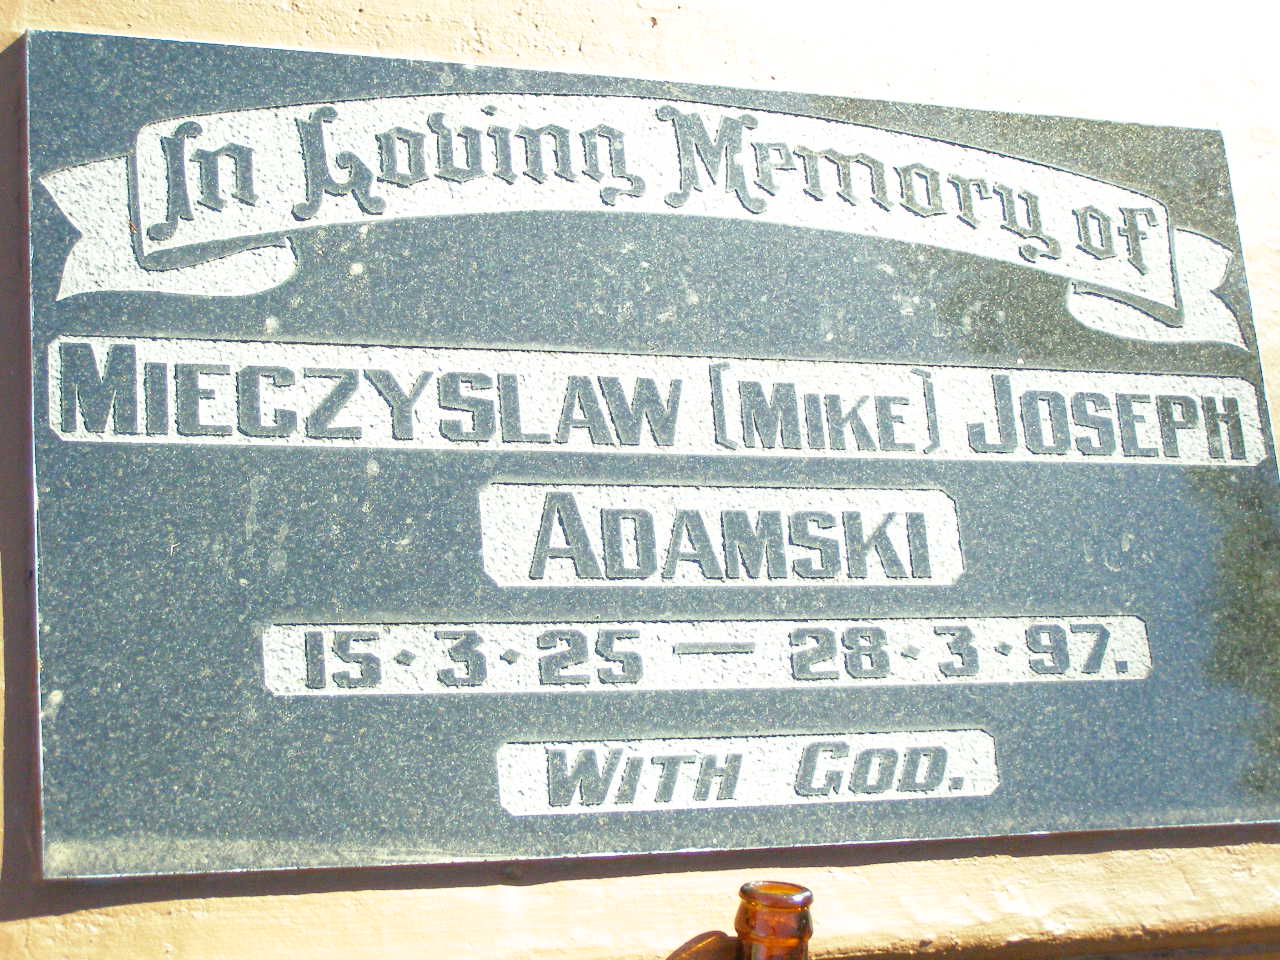 In Loving Memory of
MIECZYSLAW (MIKE) JOSEPH
ADAMSKI
15·3·25 — 28·3·97.
WITH GOD.